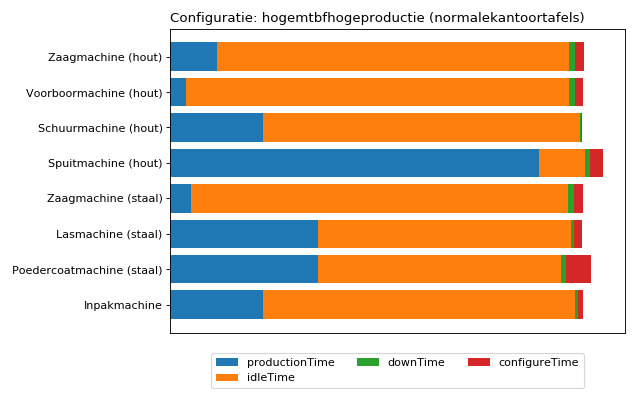 Configuratie: hogemtbfhogeproductie (normalekantoortafels)
Zaagmachine (hout)
Voorboormachine (hout)
Schuurmachine (hout)
Spuitmachine (hout)
Zaagmachine (staal)
Lasmachine (staal)
Poedercoatmachine (staal)
Inpakmachine
productionTime downTime configureTime
idleTime